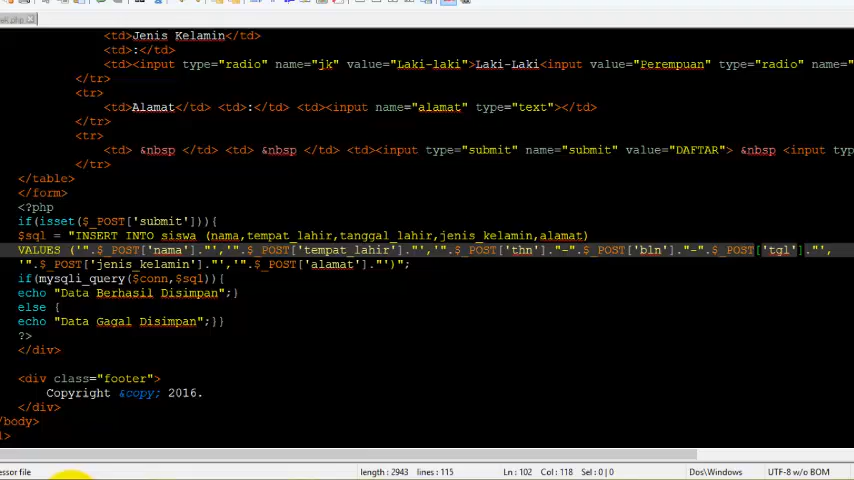 ek.php
<td>Jenis Kelamin</td>
<td>:</td>
<td><input type="radio" name="jk" value="Laki-laki">Laki-Laki<input value="Perempuan" type="radio" name="
</tr>
<tr>
<td>Alamat</td> <td>:</td> <td><input name="alamat" type="text"></td>
</tr>
<tr>
<td> &nbsp </td> <td> &nbsp </td> <td><input type="submit" name="submit" value="DAFTAR"> &nbsp <input typ
</tr>
</table>
</form>
<?php
if(isset($_POST['submit'])){
$sql = "INSERT INTO siswa (nama,tempat_lahir,tanggal_lahir,jenis_kelamin,alamat)
VALUES ('".$_POST['nama']."','".$_POST['tempat_lahir']."','".$_POST['thn']."-".$_POST['bln']."-".$_POST['tgl']."',
'".$_POST['jenis_kelamin']."','".$_POST['alamat']."')";
if(mysqli_query($conn,$sql)){
echo "Data Berhasil Disimpan";}
else {
echo "Data Gagal Disimpan";}}
?>
</div>
<div class="footer">
Copyright &copy; 2016.
</div>
/body>
l>
essor file length : 2943 lines : 115 Ln : 102 Col : 118 Sel : 0 | 0 Dos\Windows UTF-8 w/o BOM